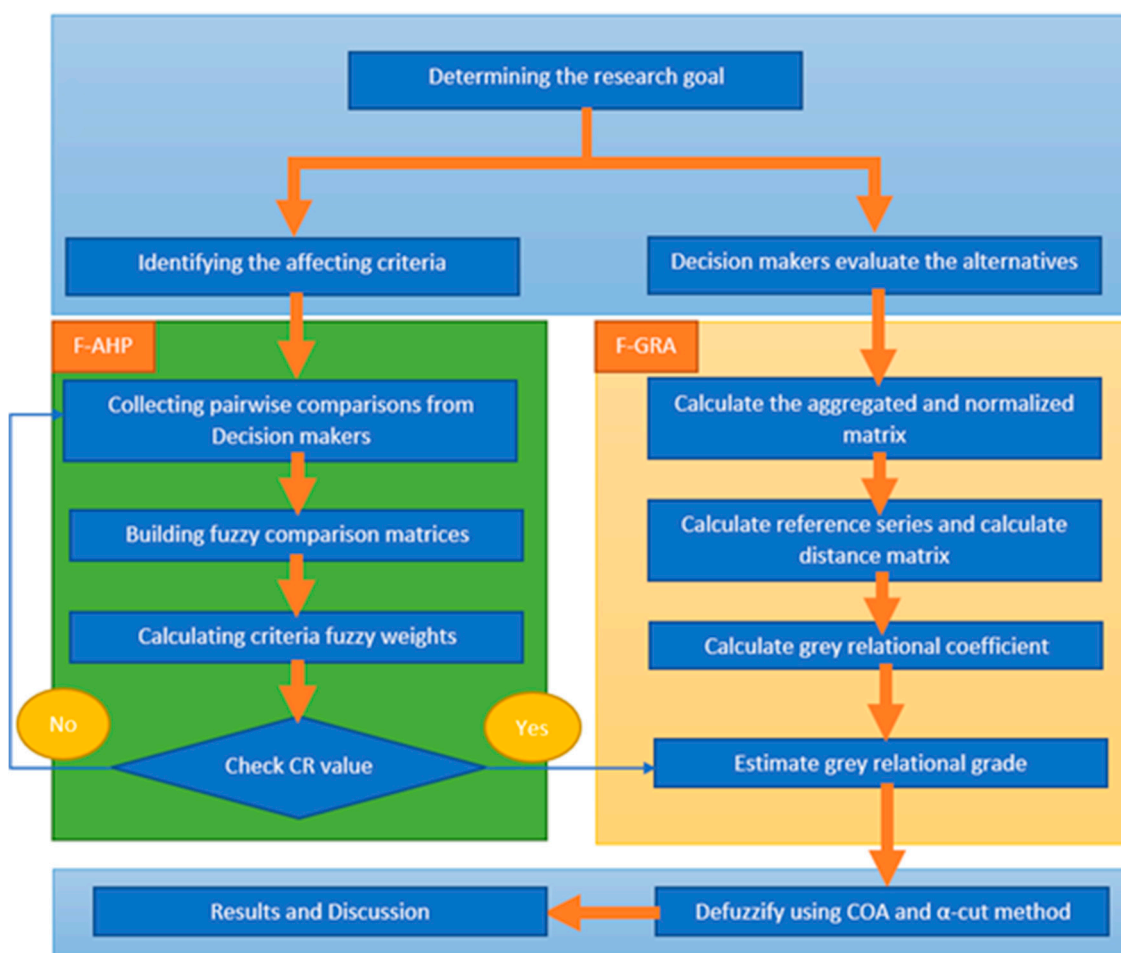 Determining the research goal
Identifying the affecting criteria
Decision makers evaluate the alternatives
F-AHP
Collecting pairwise comparisons from
Decision makers
Building fuzzy comparison matrices
Calculating criteria fuzzy weights
No
Yes
Check CR value
F-GRA
Calculate the aggregated and normalized
matrix
Calculate reference series and calculate
distance matrix
Calculate grey relational coefficient
Estimate grey relational grade
Results and Discussion
Defuzzify using COA and α-cut method